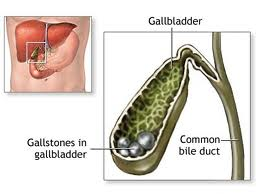 Gallbladder
Gallstones in
gallbladder
Common
bile duct